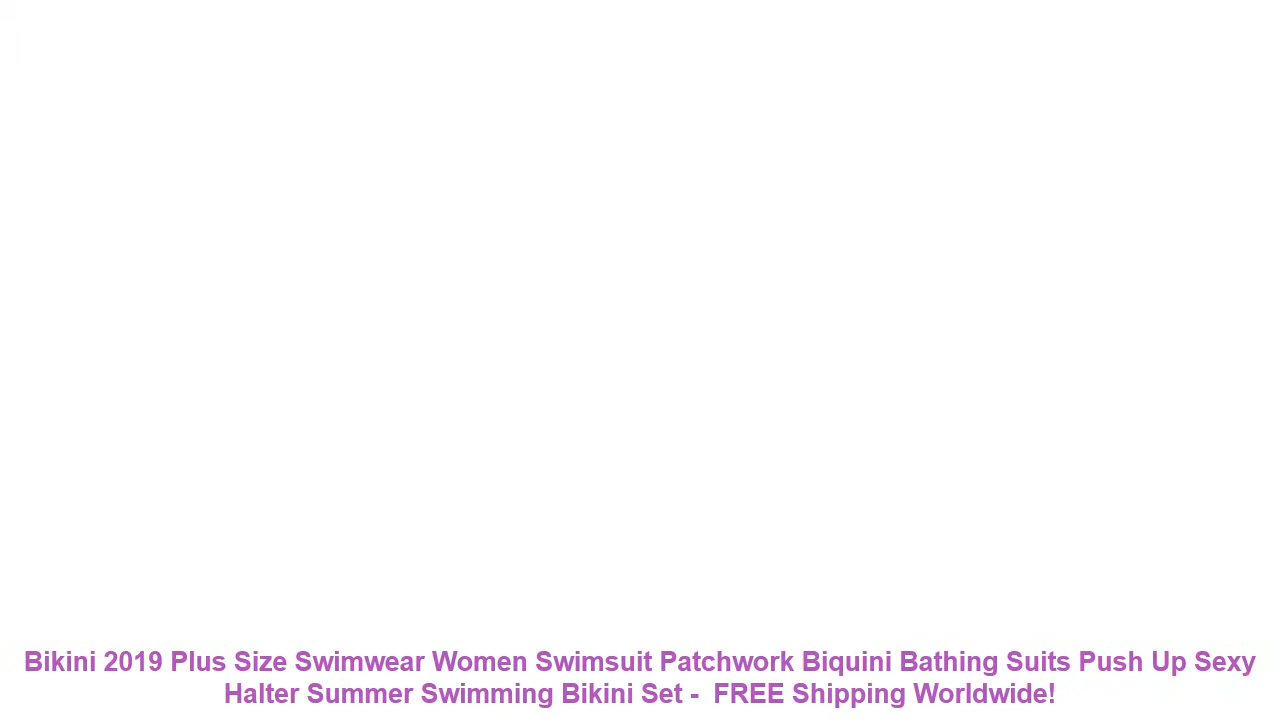 Bikini 2019 Plus Size Swimwear Women Swimsuit Patchwork Biquini Bathing Suits Push Up Sexy
Halter Summer Swimming Bikini Set -  FREE Shipping Worldwide!